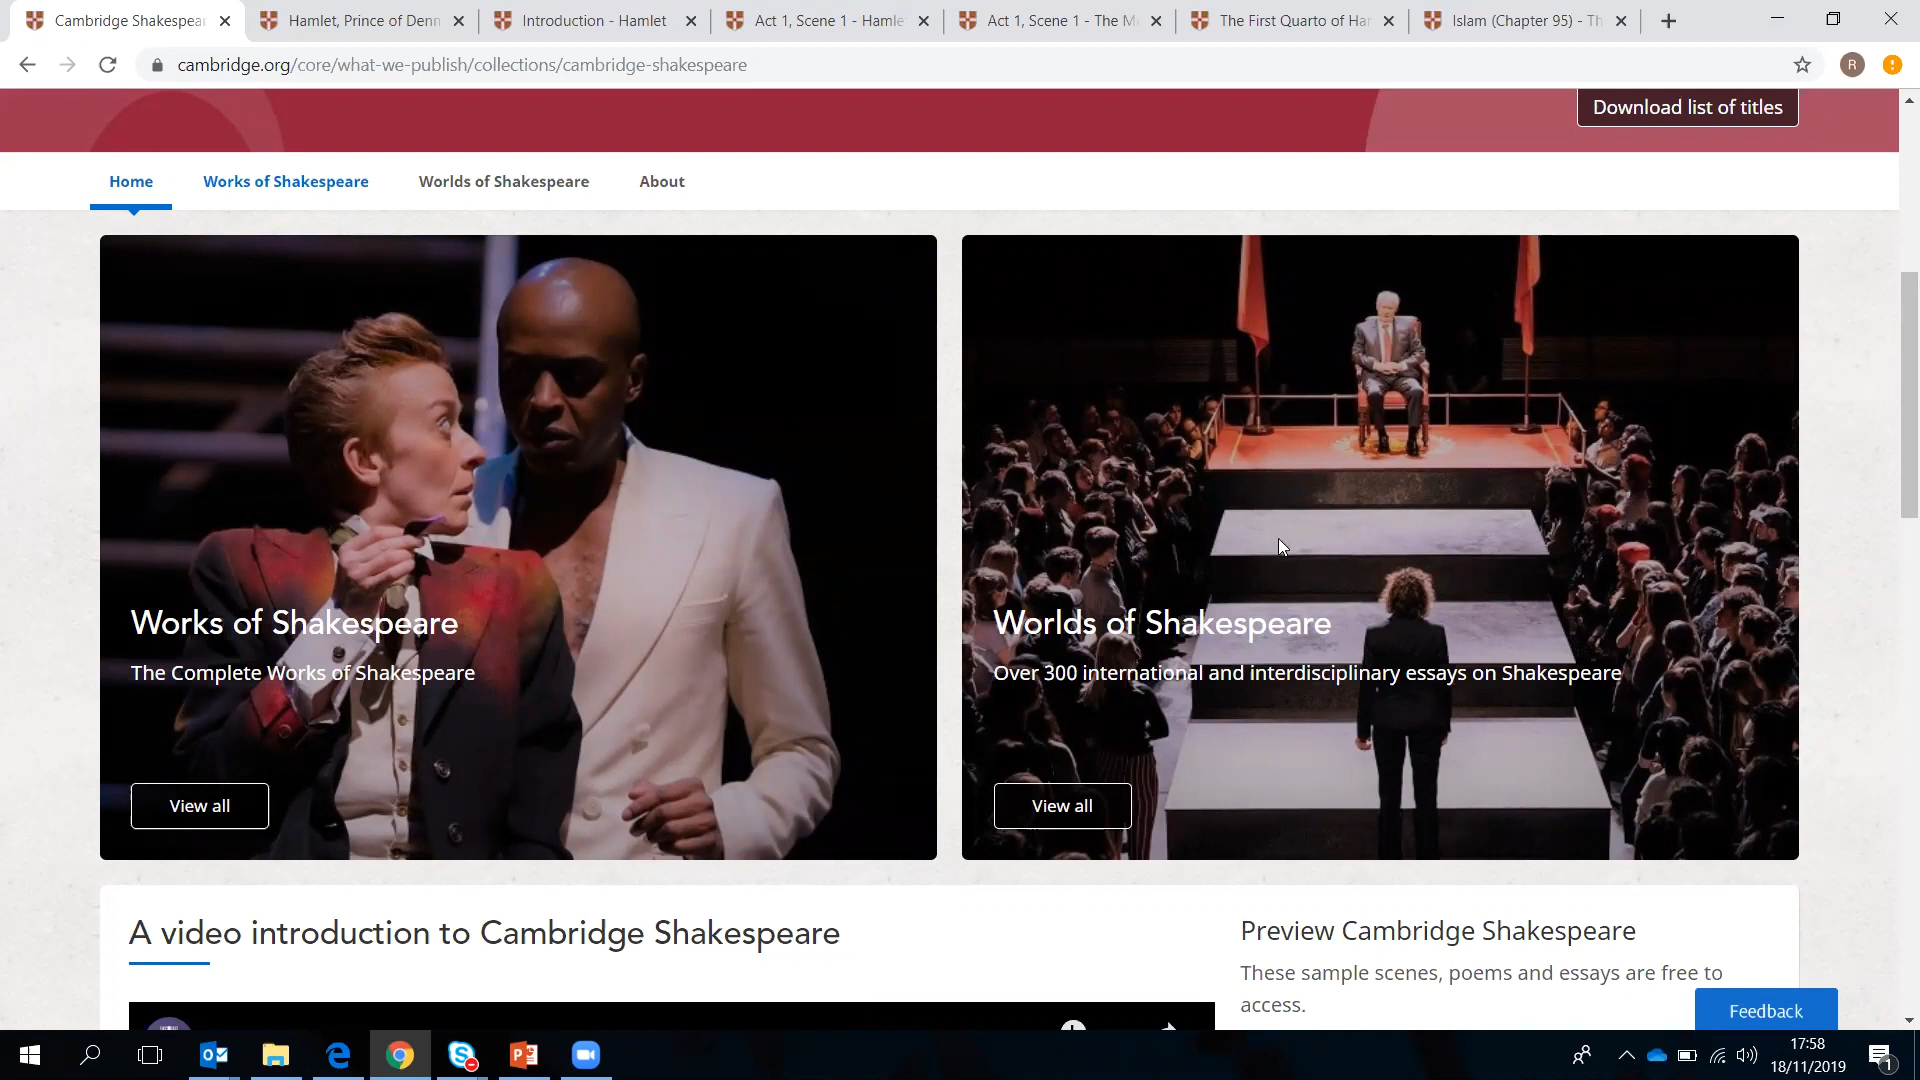 Cambridge Shakespear
Hamlet, Prince of Denn
Introduction - Hamlet
Act 1, Scene 1 - Hamle
Act 1, Scene 1 - The M
The First Quarto of Ha
Islam (Chapter 95) - Th
cambridge.org/core/what-we-publish/collections/cambridge-shakespeare
R
Download list of titles
Home
Works of Shakespeare
Worlds of Shakespeare
About
Works of Shakespeare
The Complete Works of Shakespeare
View all
Worlds of Shakespeare
Over 300 international and interdisciplinary essays on Shakespeare
View all
A video introduction to Cambridge Shakespeare
Preview Cambridge Shakespeare
These sample scenes, poems and essays are free to
access.
Feedback
17:58
18/11/2019
1